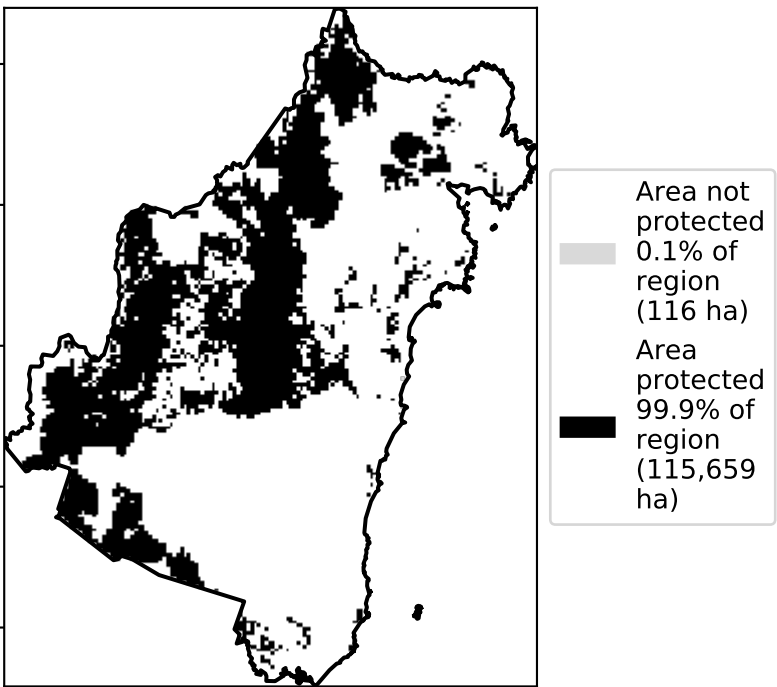 Area not
protected
0.1% of
region
(116 ha)
Area
protected
99.9% of
region
(115,659
ha)